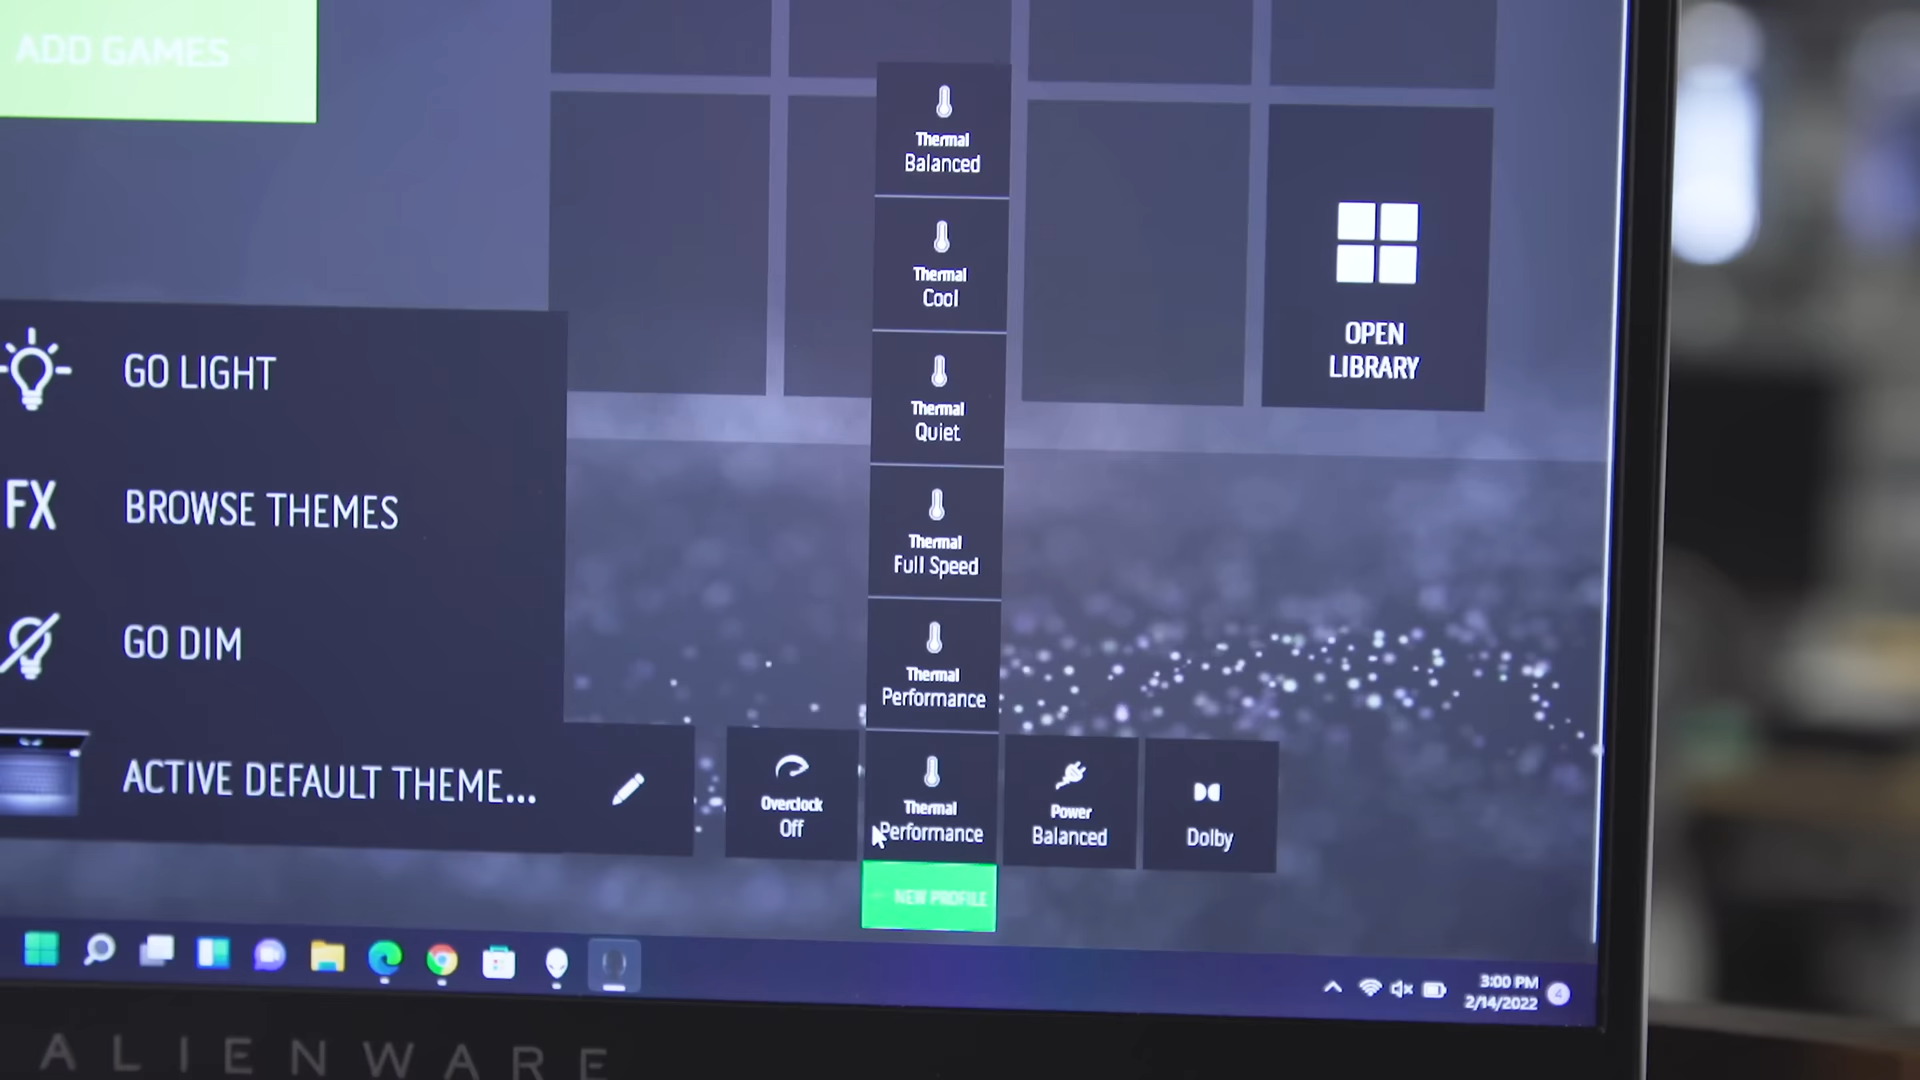 ADD GAMES
Thermal
Balanced
Thermal
Cool
Thermal
Quiet
Thermal
Full Speed
Thermal
Performance
OPEN
LIBRARY
GO LIGHT
FX
BROWSE THEMES
GO DIM
ACTIVE DEFAULT THEME...
Overclock
Off
Thermal
Performance
Power
Balanced
Dolby
NEW PROFILE
3:00 PM
2/14/2022
4
ALIENWARE